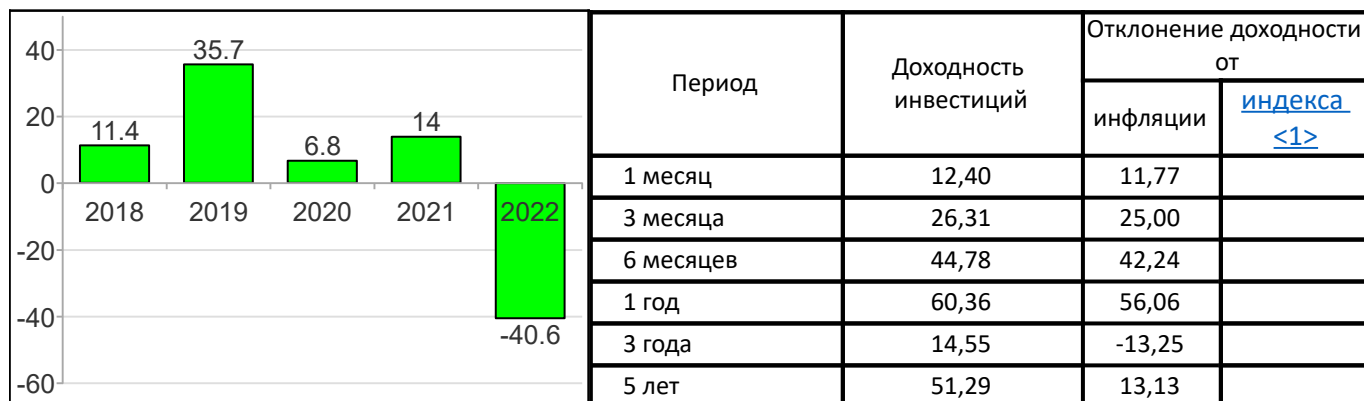 40
20
0
-20
-40
-60
11.4
35.7
6.8
14
-40.6
2018
2019
2020
2021
2022
Период
Доходность
инвестиций
Отклонение доходности
от
инфляции
индекса
<1>
1 месяц 12,40 11,77
3 месяца 26,31 25,00
6 месяцев 44,78 42,24
1 год 60,36 56,06
3 года 14,55 -13,25
5 лет 51,29 13,13